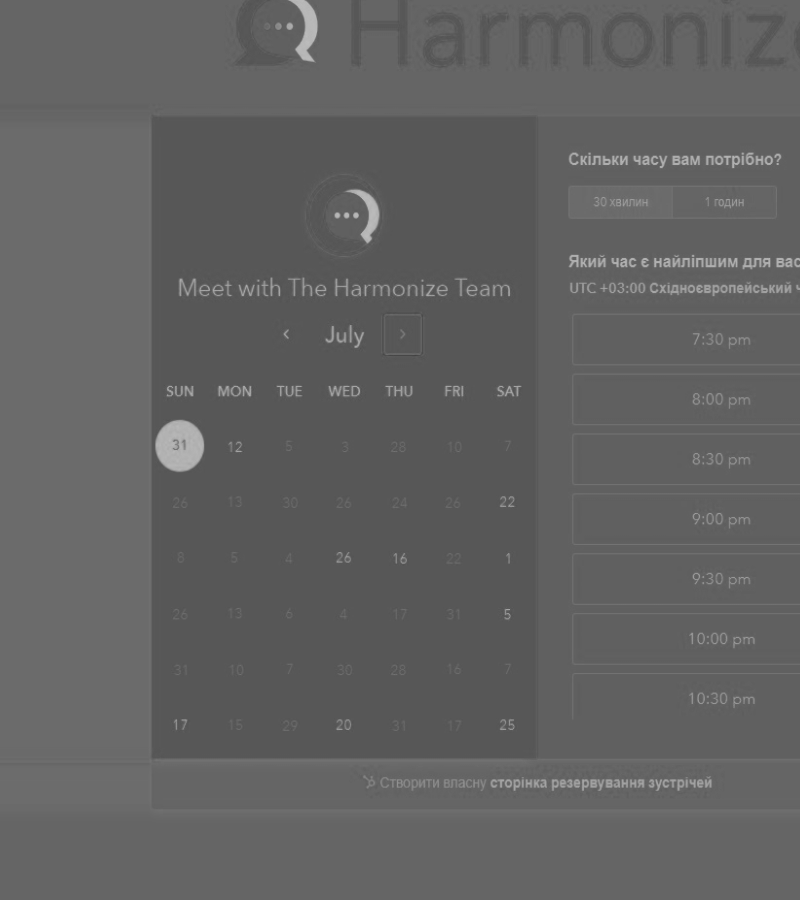 Harmonize
Meet with The Harmonize Team
July
SUN MON TUE WED THU FRI SAT
31 12 5 3 28 10 7
26 13 30 26 24 26 22
8 5 4 26 16 22 1
26 13 6 4 17 31 5
31 10 7 30 28 16 7
17 15 29 20 31 17 25
Скільки часу вам потрібно?
30 хвилин 1 годин
Який час є найліпшим для вас
UTC +03:00 Східноєвропейський ч
7:30 pm
8:00 pm
8:30 pm
9:00 pm
9:30 pm
10:00 pm
10:30 pm
Створити власну сторінка резервування зустрічей